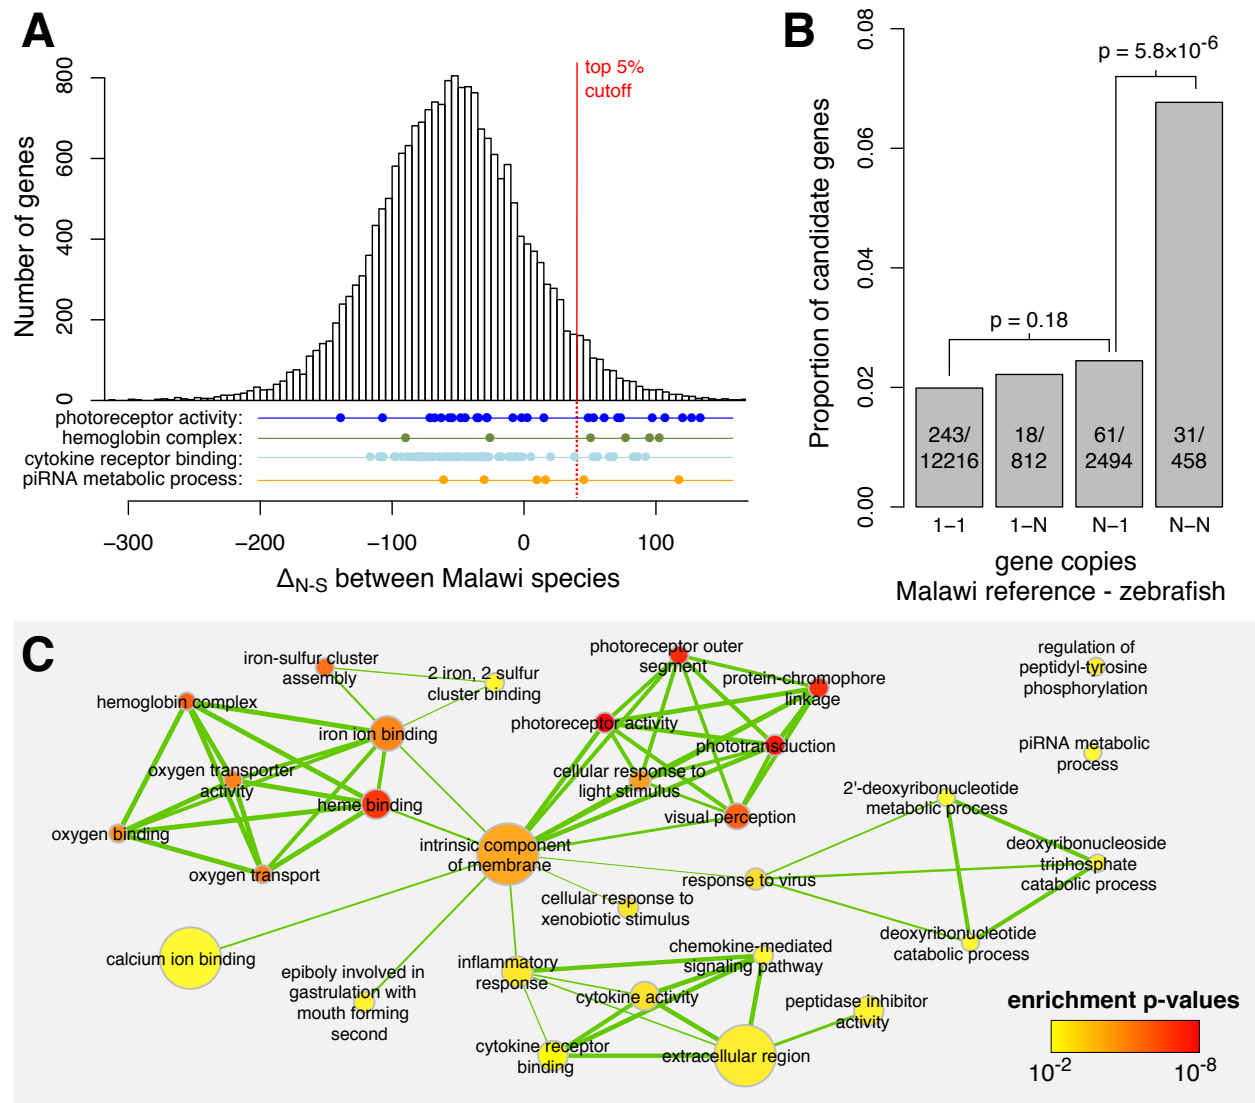 A
800
600
400
200
0
Number of genes
top 5%
cutoff
photoreceptor activity:
hemoglobin complex:
cytokine receptor binding:
piRNA metabolic process:
−300
−200
−100
0
100
ΔN-S between Malawi species
B
0.08
0.06
0.04
0.02
0.00
Proportion of candidate genes
p = 5.8×10-6
p = 0.18
243/
12216
18/
812
61/
2494
31/
458
1−1
1−N
N−1
N−N
gene copies
Malawi reference - zebrafish
C
iron-sulfur cluster
assembly
2 iron, 2 sulfur
cluster binding
hemoglobin complex
iron ion binding
oxygen transporter
activity
heme binding
oxygen binding
oxygen transport
photoreceptor outer
segment
protein-chromophore
linkage
photoreceptor activity
phototransduction
cellular response to
light stimulus
visual perception
regulation of
peptidyl-tyrosine
phosphorylation
piRNA metabolic
process
2'-deoxyribonucleotide
metabolic process
deoxyribonucleoside
triphosphate
catabolic process
intrinsic component
of membrane
response to virus
cellular response to
xenobiotic stimulus
deoxyribonucleotide
catabolic process
calcium ion binding
epiboly involved in
gastrulation with
mouth forming
second
inflammatory
response
chemokine-mediated
signaling pathway
cytokine activity
peptidase inhibitor
activity
cytokine receptor
binding
extracellular region
enrichment p-values
10-2
10-8